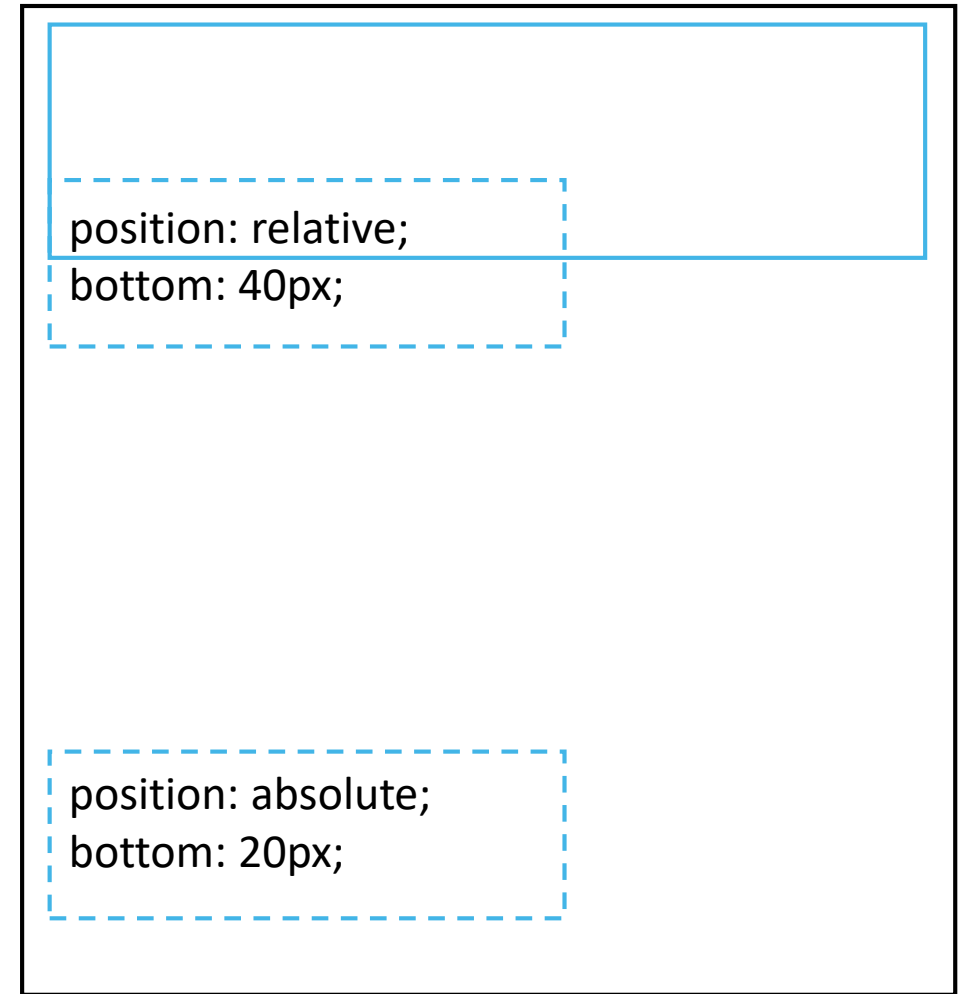 position: relative;
bottom: 40px;
position: absolute;
bottom: 20px;